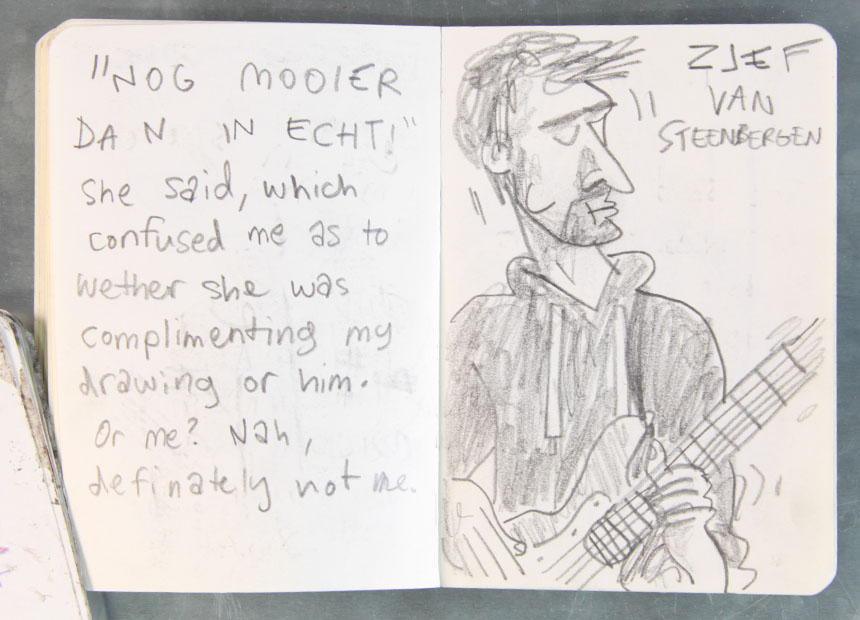 "NOG MOOIER
DAN IN ECHT!"
she said, which
confused me as to
wether she was
complimenting my
drawing or him.
Or me? Nah,
definately not me.
ZJEF
VAN
STEENBERGEN